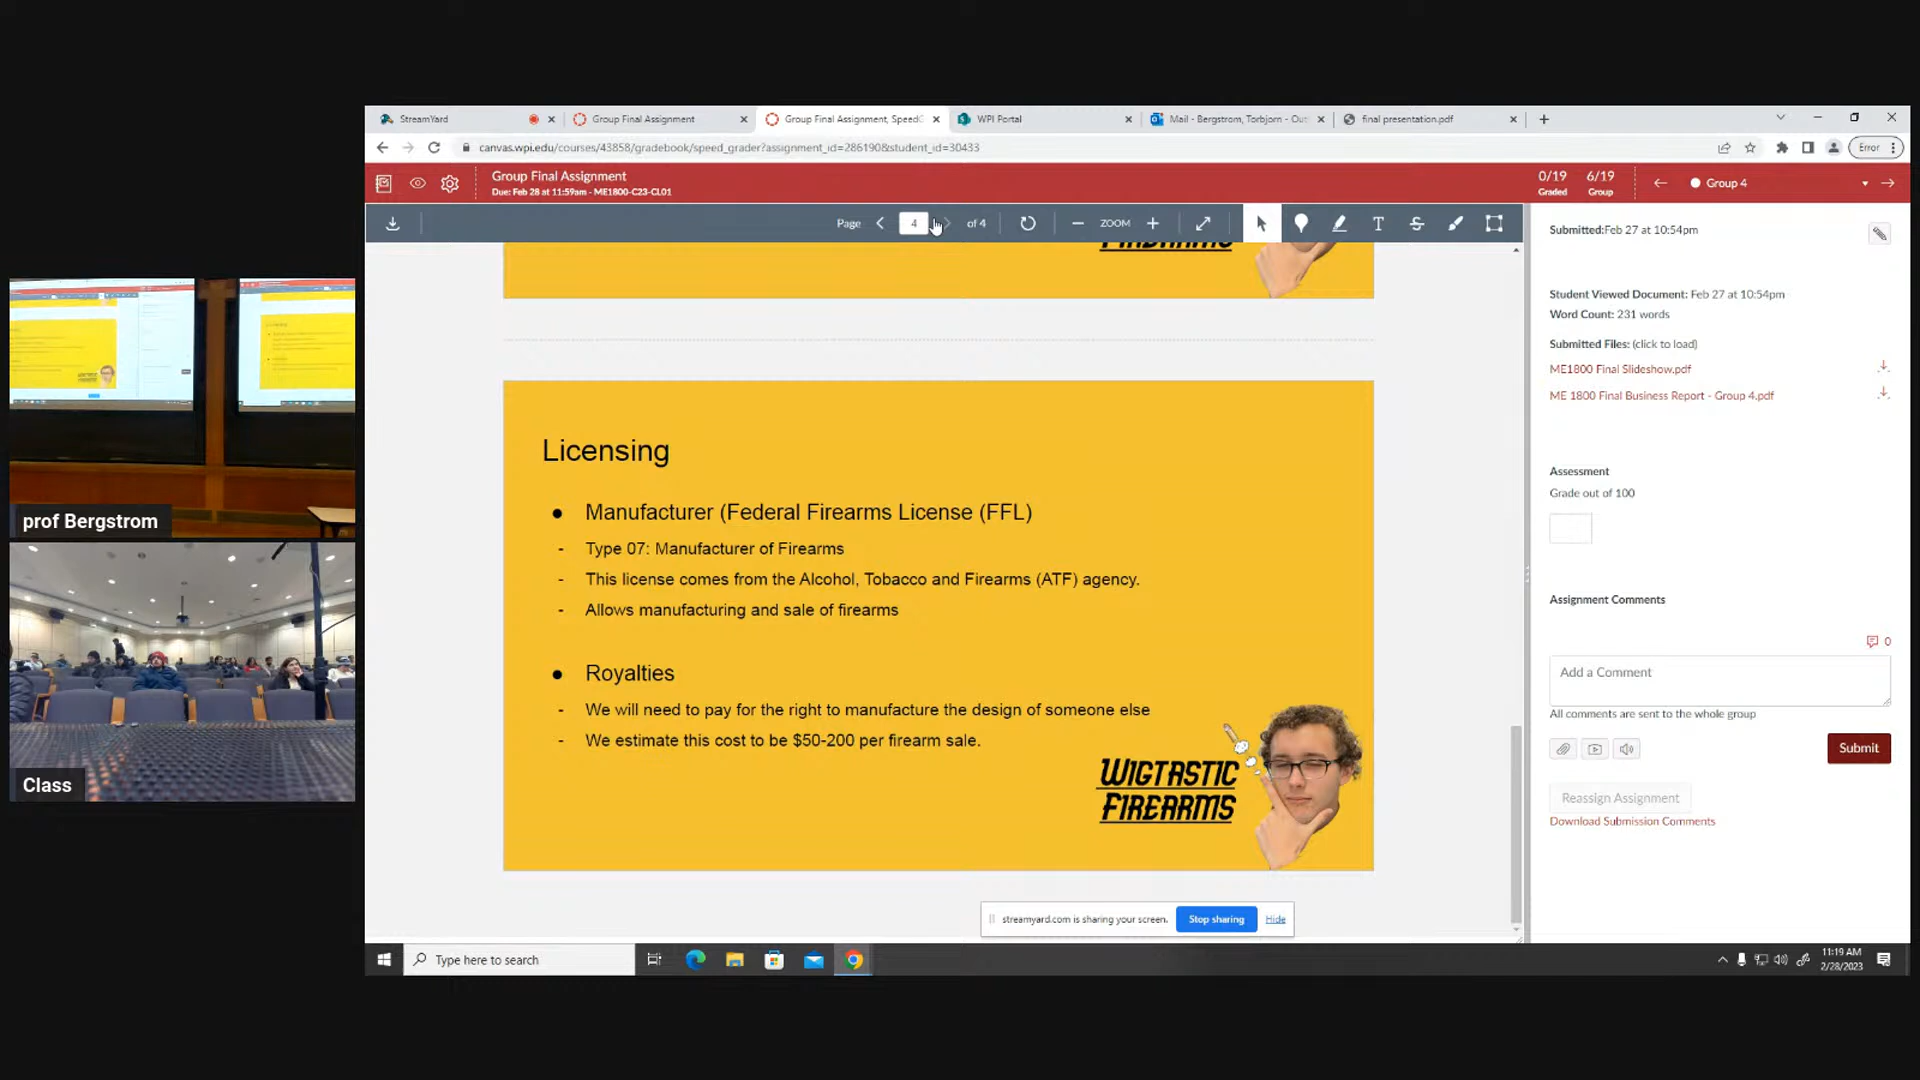 StreamYard
Group Final Assignment
Group Final Assignment, SpeedG
WPI Portal
Mail - Bergstrom, Torbjorn - Out
final presentation.pdf
canvas.wpi.edu/courses/43858/gradebook/speed_grader?assignment_id=286190&student_id=30433
Error
Group Final Assignment
Due: Feb 28 at 11:59am - ME1800-C23-CL01
0/19
Graded
6/19
Group
Group 4
Page
4
of 4
ZOOM
T
FIREARMS
Licensing
● Manufacturer (Federal Firearms License (FFL)
- Type 07: Manufacturer of Firearms
- This license comes from the Alcohol, Tobacco and Firearms (ATF) agency.
- Allows manufacturing and sale of firearms
● Royalties
- We will need to pay for the right to manufacture the design of someone else
- We estimate this cost to be $50-200 per firearm sale.
WIGTASTIC
FIREARMS
Submitted:Feb 27 at 10:54pm
Student Viewed Document: Feb 27 at 10:54pm
Word Count: 231 words
Submitted Files: (click to load)
ME1800 Final Slideshow.pdf
ME 1800 Final Business Report - Group 4.pdf
Assessment
Grade out of 100
Assignment Comments
0
Add a Comment
All comments are sent to the whole group
Submit
Reassign Assignment
Download Submission Comments
streamyard.com is sharing your screen.
Stop sharing
Hide
Type here to search
11:19 AM
2/28/2023
prof Bergstrom
Class